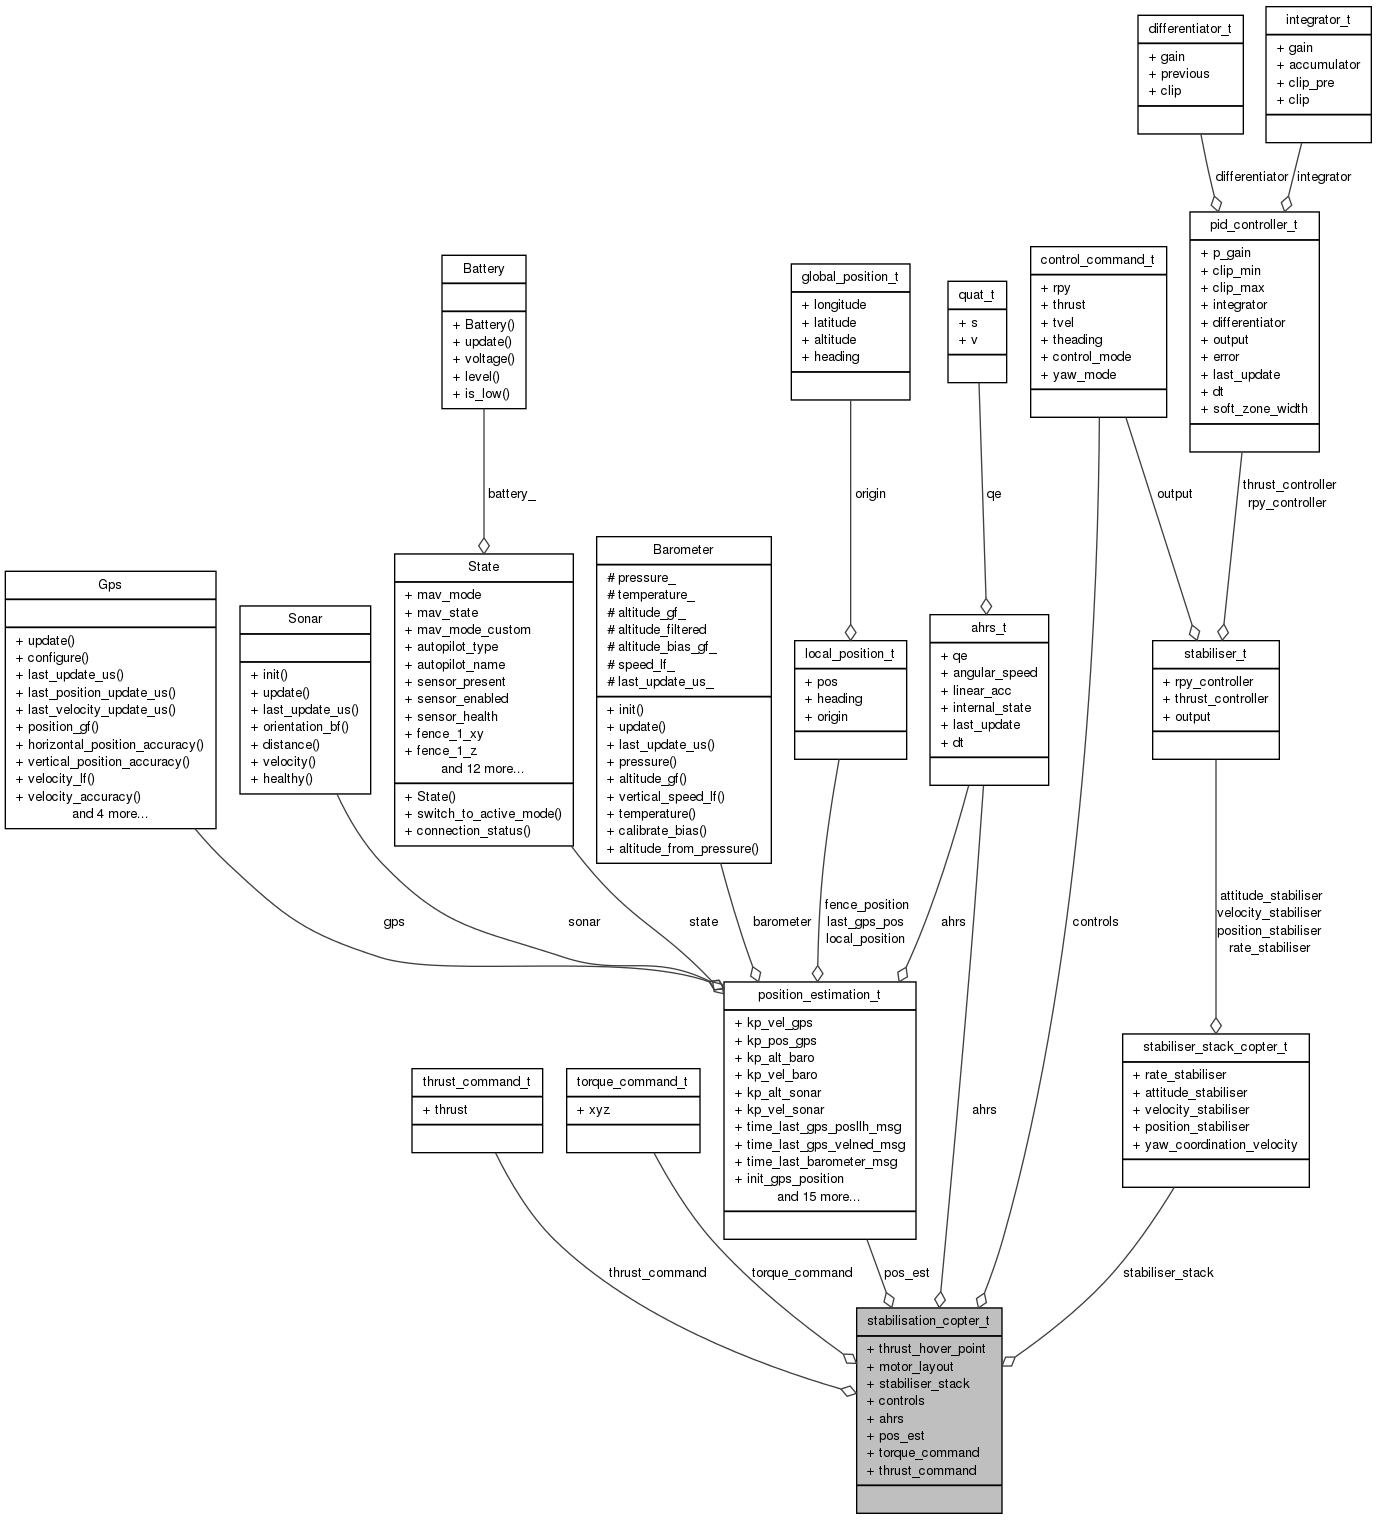 differentiator_t
+ gain
+ previous
+ clip
integrator_t
+ gain
+ accumulator
+ clip_pre
+ clip
differentiator
integrator
pid_controller_t
+ p_gain
+ clip_min
+ clip_max
+ integrator
+ differentiator
+ output
+ error
+ last_update
+ dt
+ soft_zone_width
control_command_t
+ rpy
+ thrust
+ tvel
+ theading
+ control_mode
+ yaw_mode
quat_t
+ s
+ v
global_position_t
+ longitude
+ latitude
+ altitude
+ heading
Battery
+ Battery()
+ update()
+ voltage()
+ level()
+ is_low()
battery_
origin
qe
output
thrust_controller
rpy_controller
Gps
+ update()
+ configure()
+ last_update_us()
+ last_position_update_us()
+ last_velocity_update_us()
+ position_gf()
+ horizontal_position_accuracy()
+ vertical_position_accuracy()
+ velocity_lf()
+ velocity_accuracy()
and 4 more...
Sonar
+ init()
+ update()
+ last_update_us()
+ orientation_bf()
+ distance()
+ velocity()
+ healthy()
State
+ mav_mode
+ mav_state
+ mav_mode_custom
+ autopilot_type
+ autopilot_name
+ sensor_present
+ sensor_enabled
+ sensor_health
+ fence_1_xy
+ fence_1_z
and 12 more...
+ State()
+ switch_to_active_mode()
+ connection_status()
Barometer
# pressure_
# temperature_
# altitude_gf_
# altitude_filtered
# altitude_bias_gf_
# speed_lf_
# last_update_us_
+ init()
+ update()
+ last_update_us()
+ pressure()
+ altitude_gf()
+ vertical_speed_lf()
+ temperature()
+ calibrate_bias()
+ altitude_from_pressure()
local_position_t
+ pos
+ heading
+ origin
ahrs_t
+ qe
+ angular_speed
+ linear_acc
+ internal_state
+ last_update
+ dt
stabiliser_t
+ rpy_controller
+ thrust_controller
+ output
gps
sonar
state
barometer
fence_position
last_gps_pos
local_position
ahrs
controls
attitude_stabiliser
velocity_stabiliser
position_stabiliser
rate_stabiliser
position_estimation_t
+ kp_vel_gps
+ kp_pos_gps
+ kp_alt_baro
+ kp_vel_baro
+ kp_alt_sonar
+ kp_vel_sonar
+ time_last_gps_posllh_msg
+ time_last_gps_velned_msg
+ time_last_barometer_msg
+ init_gps_position
and 15 more...
stabiliser_stack_copter_t
+ rate_stabiliser
+ attitude_stabiliser
+ velocity_stabiliser
+ position_stabiliser
+ yaw_coordination_velocity
thrust_command_t
+ thrust
torque_command_t
+ xyz
ahrs
thrust_command
torque_command
pos_est
stabiliser_stack
stabilisation_copter_t
+ thrust_hover_point
+ motor_layout
+ stabiliser_stack
+ controls
+ ahrs
+ pos_est
+ torque_command
+ thrust_command